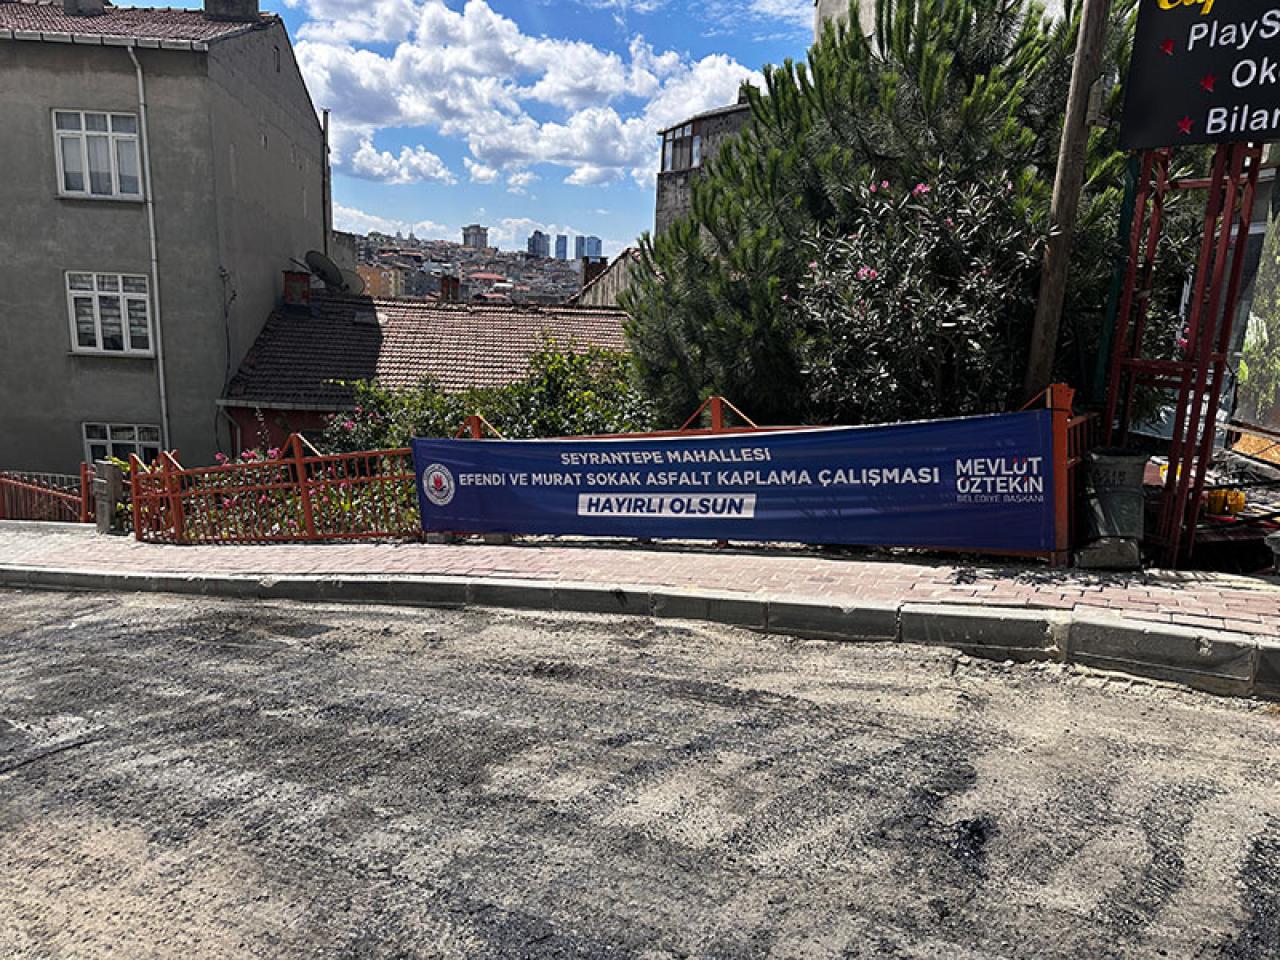 PlayS
Ok
Bilar
SEYRANTEPE MAHALLESİ
EFENDİ VE MURAT SOKAK ASFALT KAPLAMA ÇALIŞMASI
HAYIRLI OLSUN
MEVLÜT
ÖZTEKİN
BELEDİYE BAŞKANI